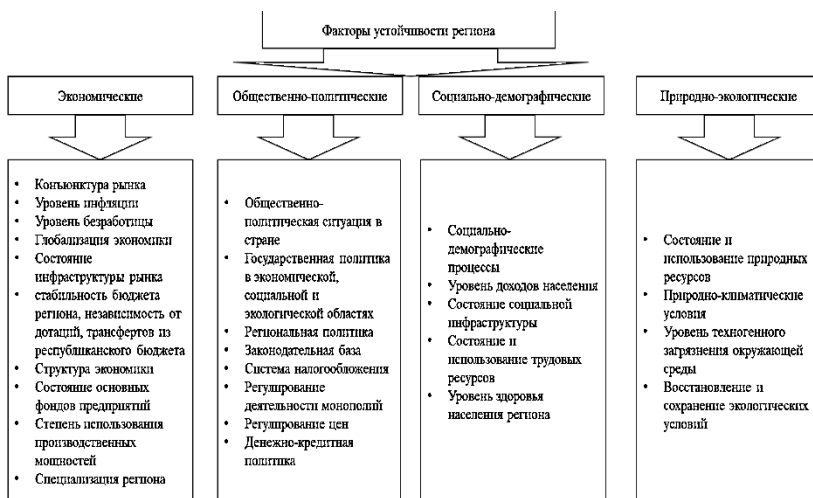 Факторы устойчивости региона
Экономические
Общественно-политические
Социально-демографические
Природно-экологические
• Конъюнктура рынка
• Уровень инфляции
• Уровень безработицы
• Глобализация экономики
• Состояние
инфраструктуры рынка
• стабильность бюджета
региона, независимость от
дотаций, трансфертов из
республиканского бюджета
• Структура экономики
• Состояние основных
фондов предприятий
• Степень использования
производственных
мощностей
• Специализация региона
• Общественно-
политическая ситуация в
стране
• Государственная политика
в экономической,
социальной и
экологической областях
• Региональная политика
• Законодательная база
• Система налогообложения
• Регулирование
деятельности монополий
• Регулирование цен
• Денежно-кредитная
политика
• Социально-
демографические
процессы
• Уровень доходов населения
• Состояние социальной
инфраструктуры
• Состояние и
использование трудовых
ресурсов
• Уровень здоровья
населения региона
• Состояние и
использование природных
ресурсов
• Природно-климатические
условия
• Уровень техногенного
загрязнения окружающей
среды
• Восстановление и
сохранение экологических
условий